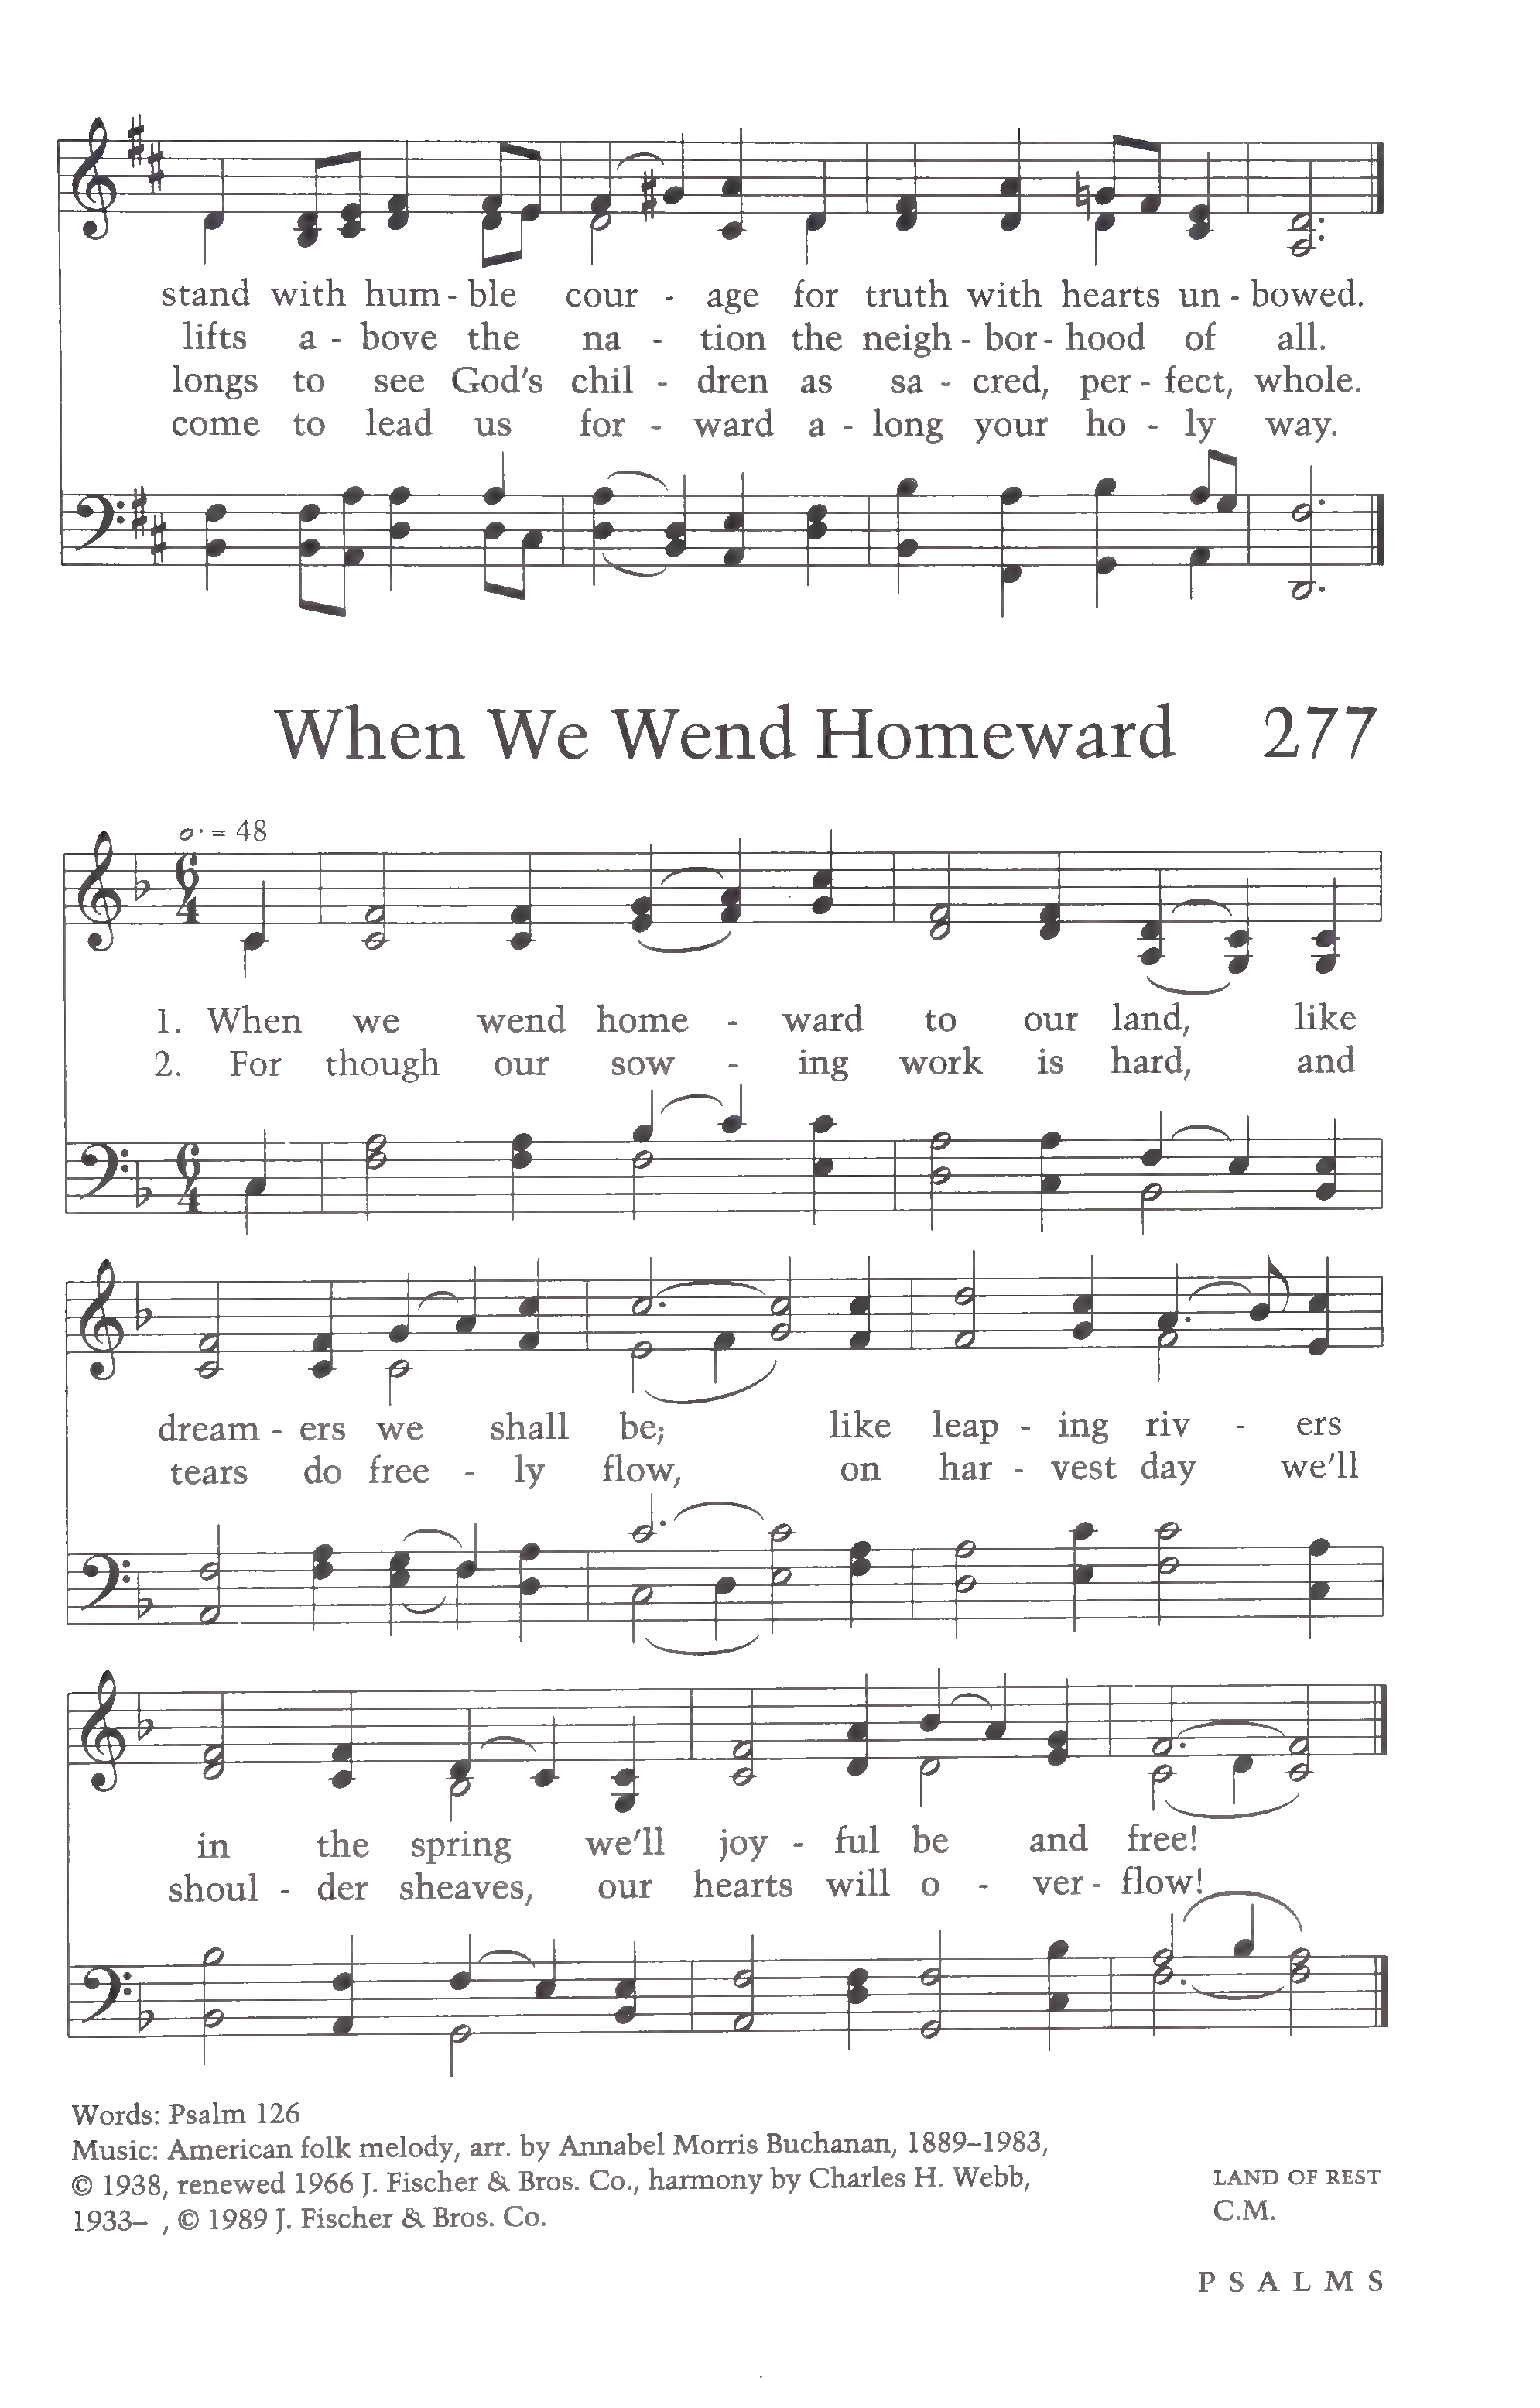 stand with hum - ble cour - age for truth with hearts un - bowed.
lifts a - bove the na - tion the neigh - bor - hood of all.
longs to see God's chil - dren as sa - cred, per - fect, whole.
come to lead us for - ward a - long your ho - ly way.
When We Wend Homeward 277
𝅗𝅥. = 48
6
4
1. When we wend home - ward to our land, like
2. For though our sow - ing work is hard, and
6
4
dream - ers we shall be; like leap - ing riv - ers
tears do free - ly flow, on har - vest day we'll
in the spring we'll joy - ful be and free!
shoul - der sheaves, our hearts will o - ver - flow!
Words: Psalm 126
Music: American folk melody, arr. by Annabel Morris Buchanan, 1889–1983,
© 1938, renewed 1966 J. Fischer & Bros. Co., harmony by Charles H. Webb,
1933– , © 1989 J. Fischer & Bros. Co.
LAND OF REST
C.M.
PSALMS